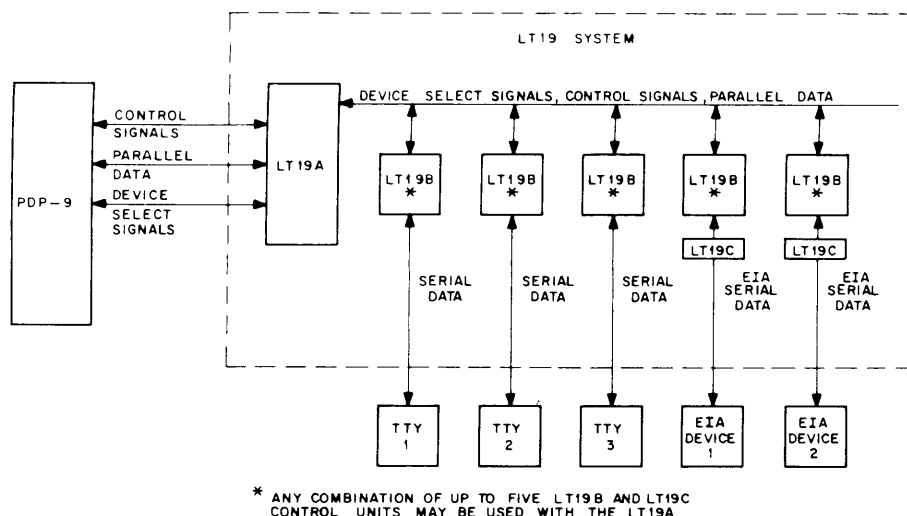 LT19 SYSTEM
DEVICE SELECT SIGNALS, CONTROL SIGNALS, PARALLEL DATA
CONTROL
SIGNALS
PARALLEL
DATA
DEVICE
SELECT
SIGNALS
PDP-9
LT19A
LT19B
*
LT19B
*
LT19B
*
LT19B
*
LT19B
*
LT19C
LT19C
SERIAL
DATA
SERIAL
DATA
SERIAL
DATA
EIA
SERIAL
DATA
EIA
SERIAL
DATA
TTY
1
TTY
2
TTY
3
EIA
DEVICE
1
EIA
DEVICE
2
* ANY COMBINATION OF UP TO FIVE LT19B AND LT19C
CONTROL UNITS MAY BE USED WITH THE LT19A